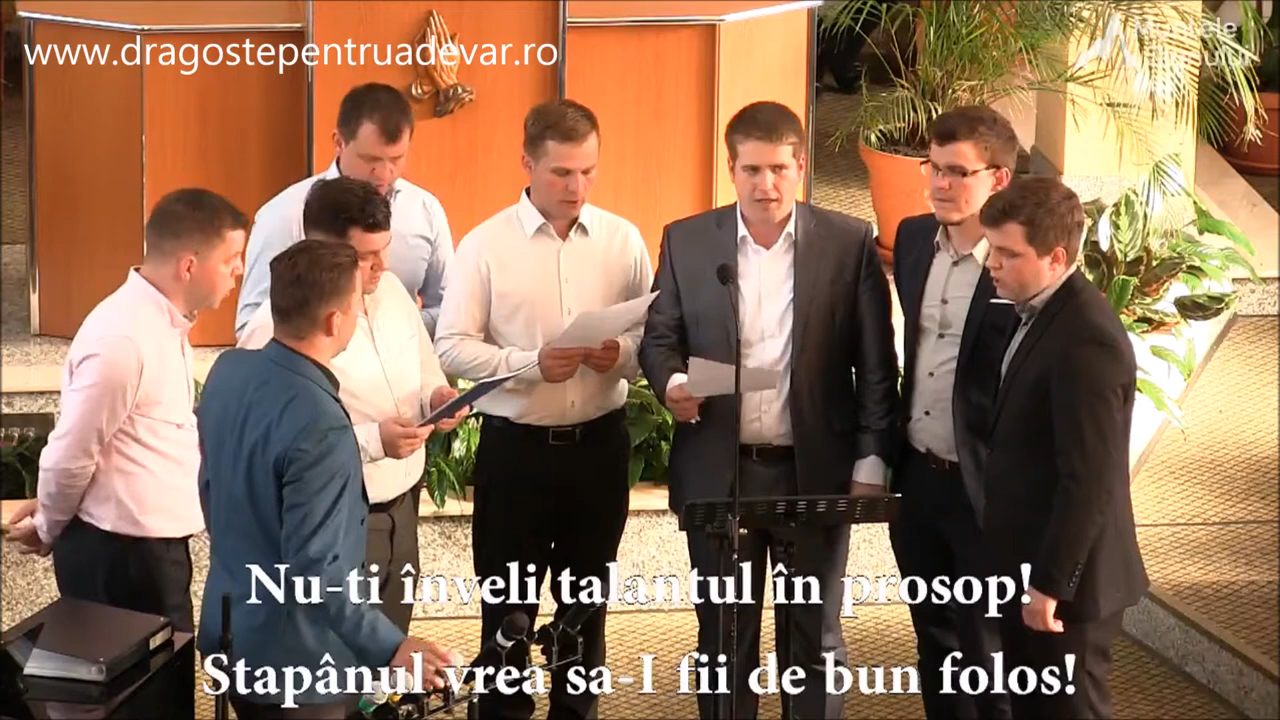 www.dragostepentruadevar.ro
Nu-ti înveli talantul în prosop!
Stapânul vrea sa-I fii de bun folos!